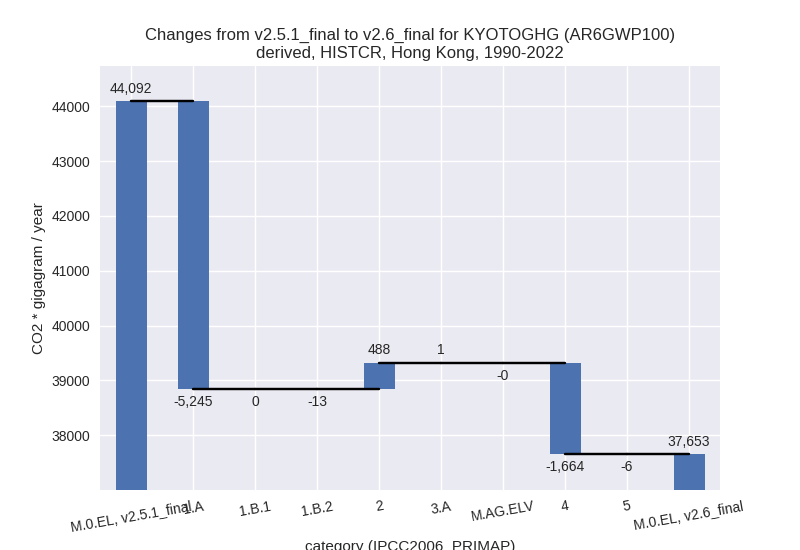 Changes from v2.5.1_final to v2.6_final for KYOTOGHG (AR6GWP100)
derived, HISTCR, Hong Kong, 1990-2022
CO2 * gigagram / year
44000
43000
42000
41000
40000
39000
38000
44,092
-5,245
0
-13
488
1
-0
-1,664
-6
37,653
M.0.EL, v2.5.1_final
1.A
1.B.1
1.B.2
2
3.A
M.AG.ELV
4
5
M.0.EL, v2.6_final
category (IPCC2006_PRIMAP)